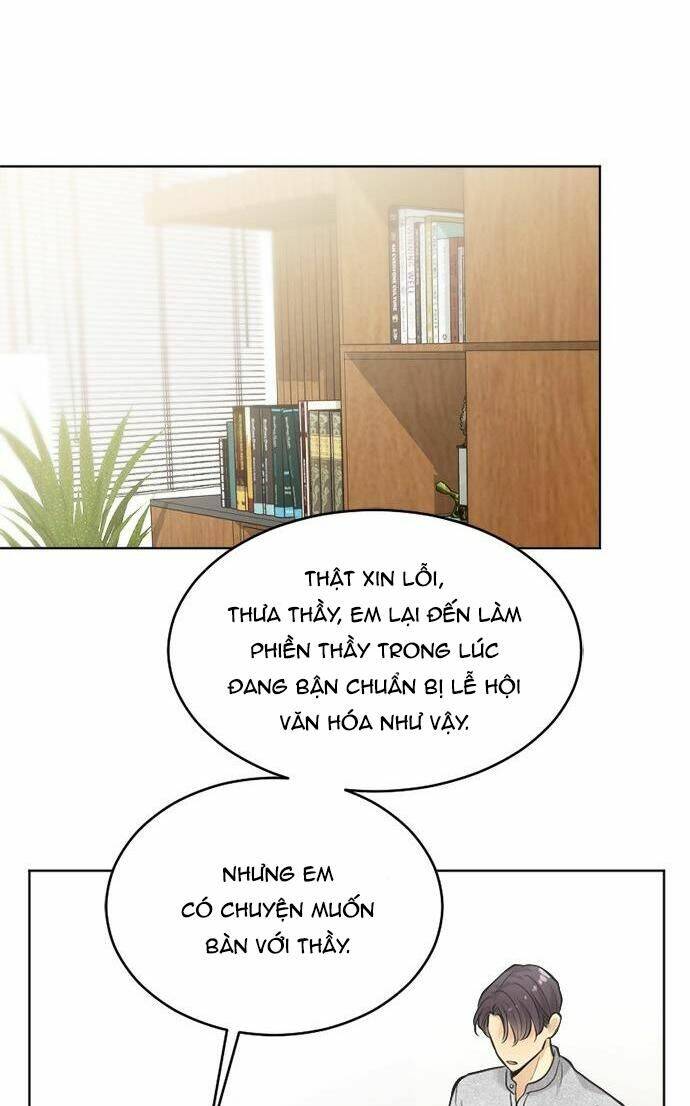 THẬT XIN LỖI,
THƯA THẦY, EM LẠI ĐẾN LÀM
PHIỀN THẦY TRONG LÚC
ĐANG BẬN CHUẨN BỊ LỄ HỘI
VĂN HÓA NHƯ VẬY.
NHƯNG EM
CÓ CHUYỆN MUỐN
BÀN VỚI THẦY.